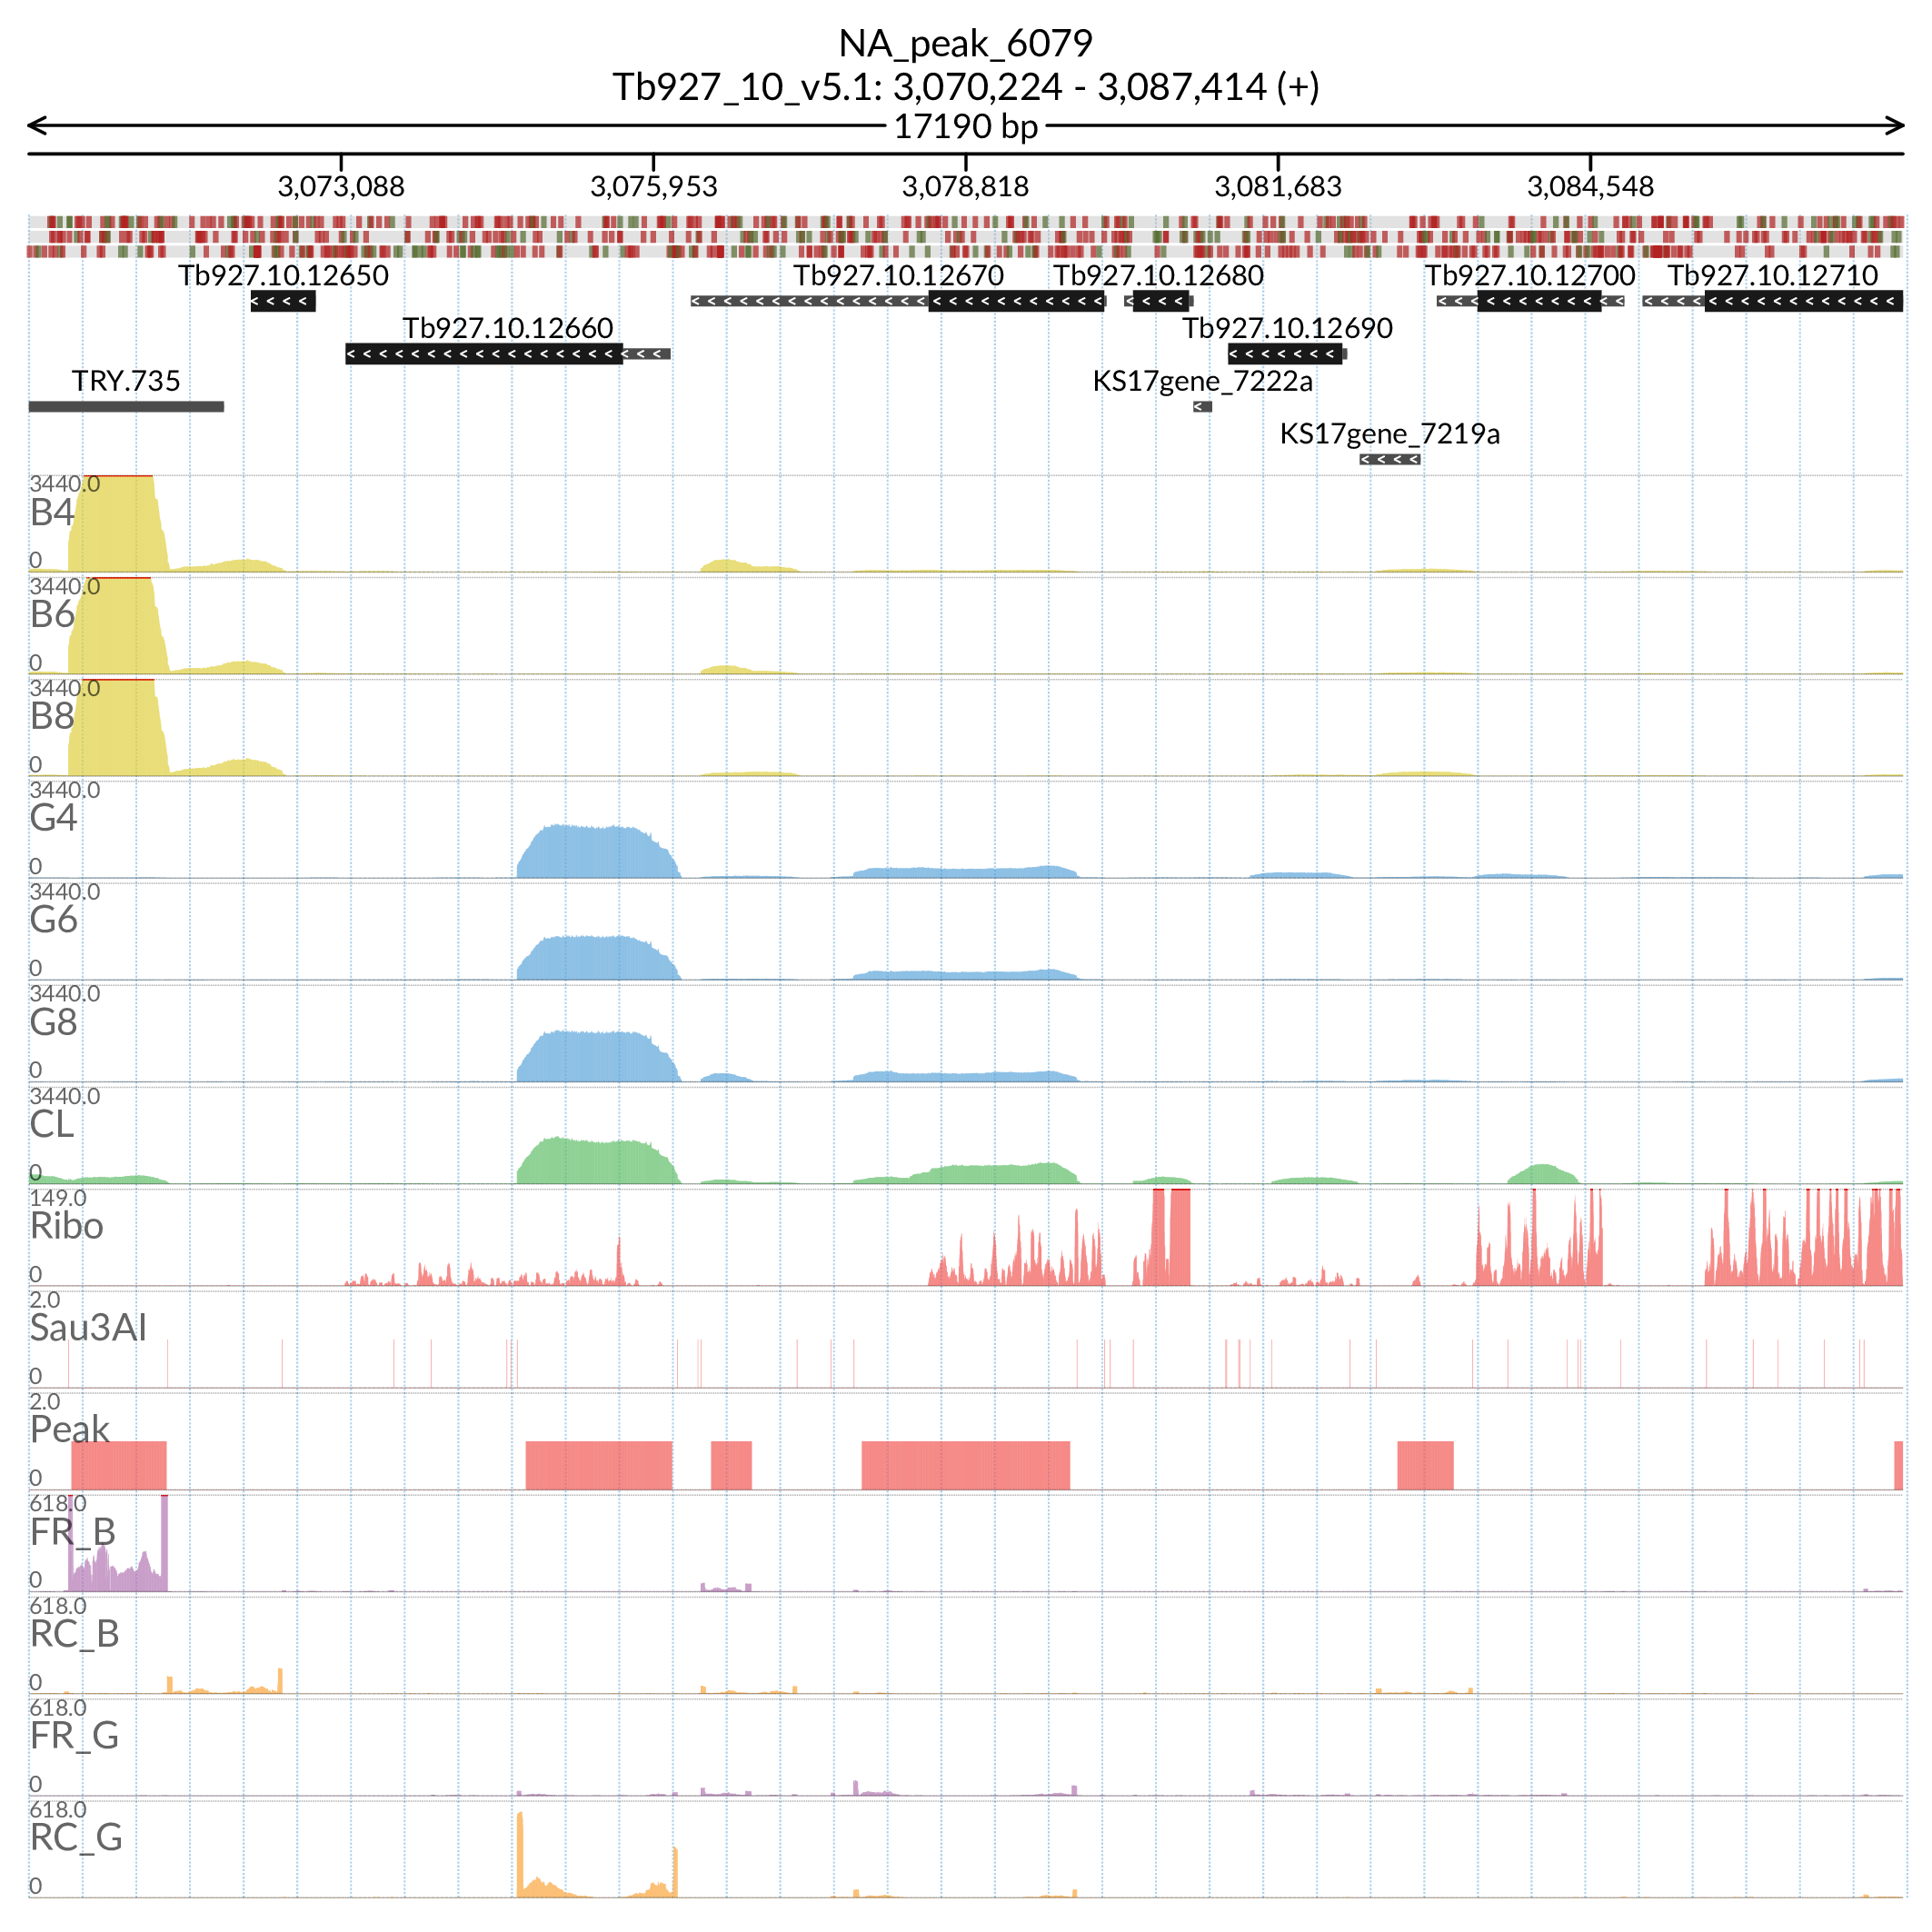 NA_peak_6079
Tb927_10_v5.1: 3,070,224 - 3,087,414 (+)
17190 bp
3,073,088 3,075,953 3,078,818 3,081,683 3,084,548
Tb927.10.12650 Tb927.10.12670 Tb927.10.12680 Tb927.10.12700 Tb927.10.12710
Tb927.10.12660 Tb927.10.12690
TRY.735 KS17gene_7222a
KS17gene_7219a
3440.0
B4
0
3440.0
B6
0
3440.0
B8
0
3440.0
G4
0
3440.0
G6
0
3440.0
G8
0
3440.0
CL
0
149.0
Ribo
0
2.0
Sau3AI
0
2.0
Peak
0
618.0
FR_B
0
618.0
RC_B
0
618.0
FR_G
0
618.0
RC_G
0